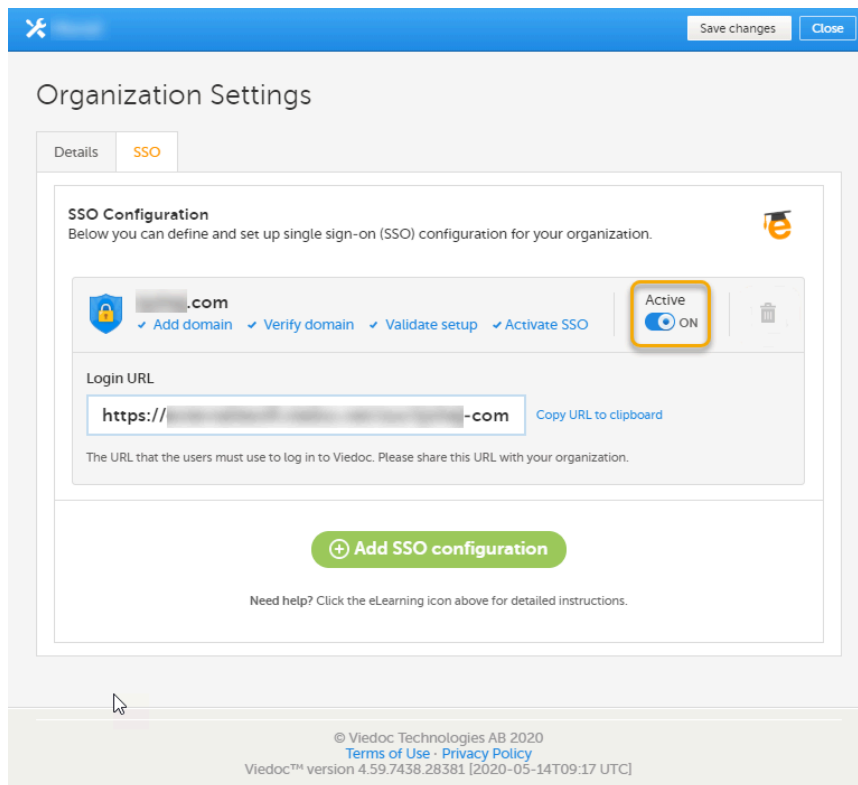 Save changes Close
Organization Settings
Details SSO
SSO Configuration
Below you can define and set up single sign-on (SSO) configuration for your organization.
e
.com
Add domain Verify domain Validate setup Activate SSO
Active
ON
Login URL
https:// -com Copy URL to clipboard
The URL that the users must use to log in to Viedoc. Please share this URL with your organization.
Add SSO configuration
Need help? Click the eLearning icon above for detailed instructions.
© Viedoc Technologies AB 2020
Terms of Use · Privacy Policy
Viedoc™ version 4.59.7438.28381 [2020-05-14T09:17 UTC]